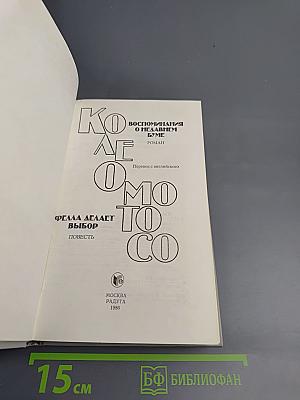 КО
ЛЕ
ОМО
ТО
СО
ВОСПОМИНАНИЯ
О НЕДАВНЕМ
БУМЕ
РОМАН
Перевод с английского
ФЕЛЛА ДЕЛАЕТ
ВЫБОР
ПОВЕСТЬ
МОСКВА
РАДУГА
15 см
БФ БИБЛИОФАН